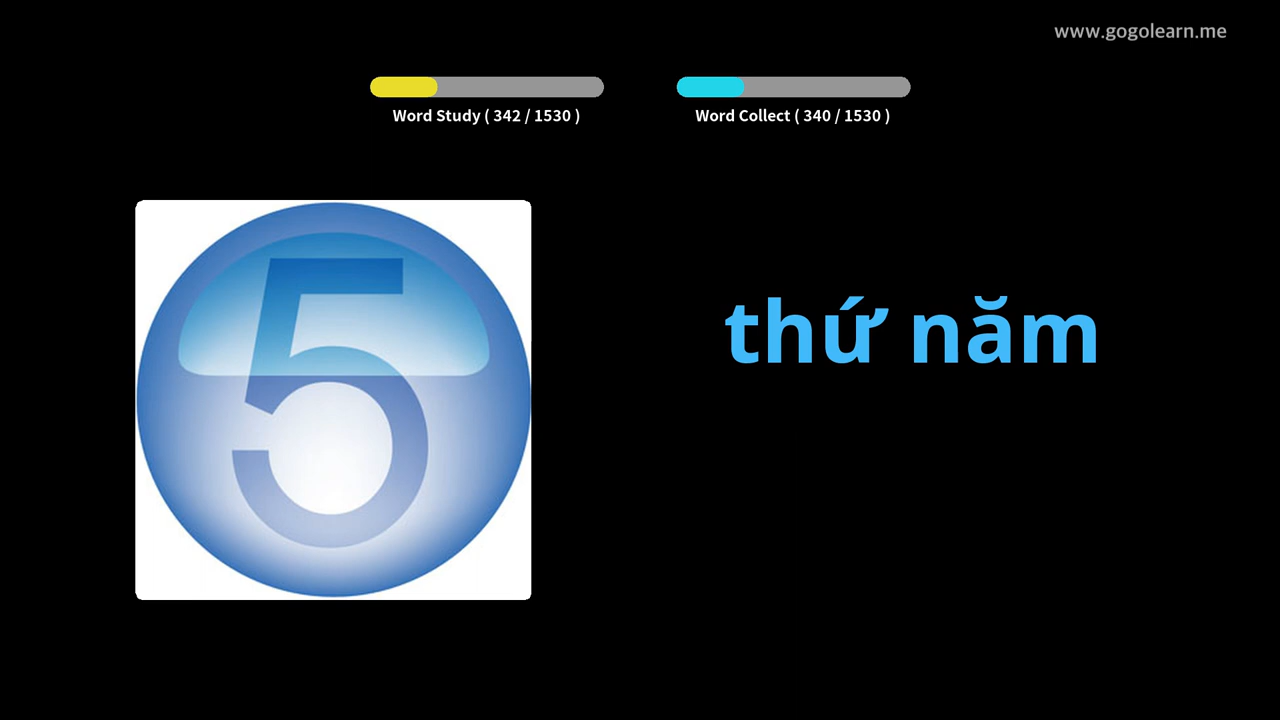 www.gogolearn.me
Word Study ( 342 / 1530 )
Word Collect ( 340 / 1530 )
5
thứ năm